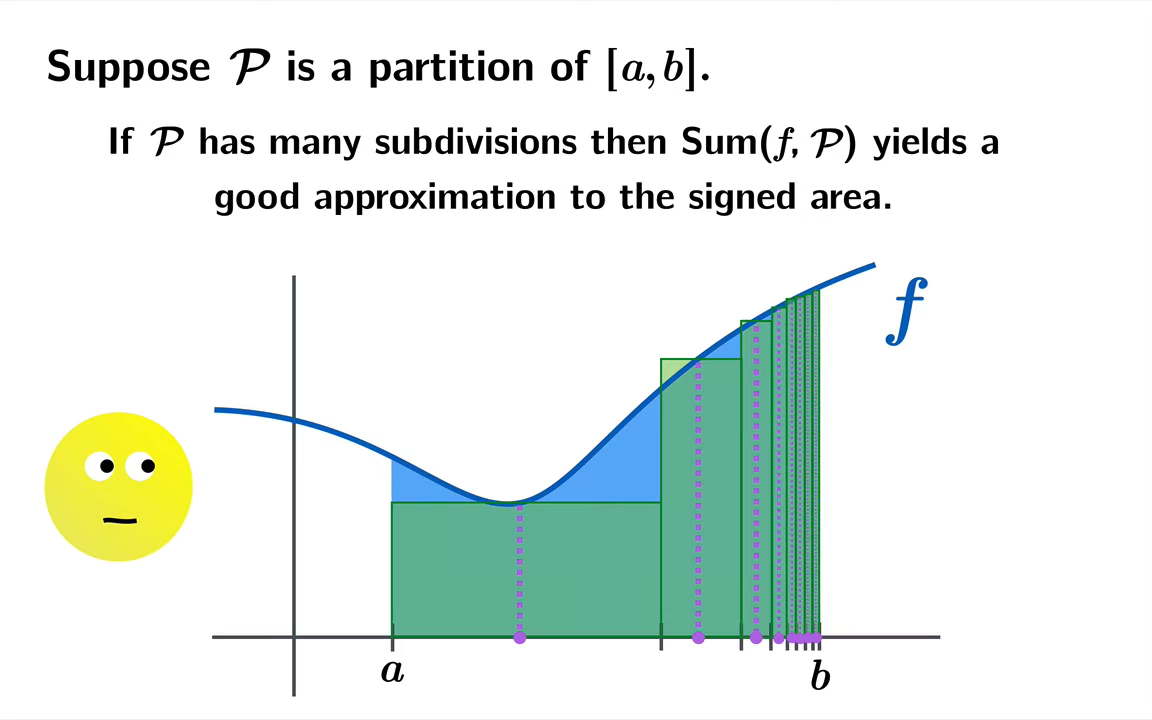 Suppose 𝒫 is a partition of [a, b].
If 𝒫 has many subdivisions then Sum(f, 𝒫) yields a
good approximation to the signed area.
f
a
b